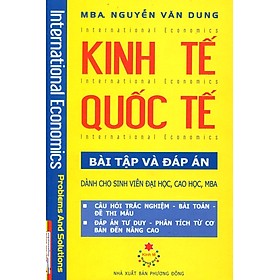 MBA. NGUYỄN VĂN DUNG
International Economics
KINH TẾ
International Economics
QUỐC TẾ
International Economics
BÀI TẬP VÀ ĐÁP ÁN
DÀNH CHO SINH VIÊN ĐẠI HỌC, CAO HỌC, MBA
CÂU HỎI TRẮC NGHIỆM - BÀI TOÁN - ĐỀ THI MẪU
ĐÁP ÁN TƯ DUY - PHÂN TÍCH TỪ CƠ BẢN ĐẾN NÂNG CAO
NHÀ XUẤT BẢN PHƯƠNG ĐÔNG
International Economics
Problems And Solutions